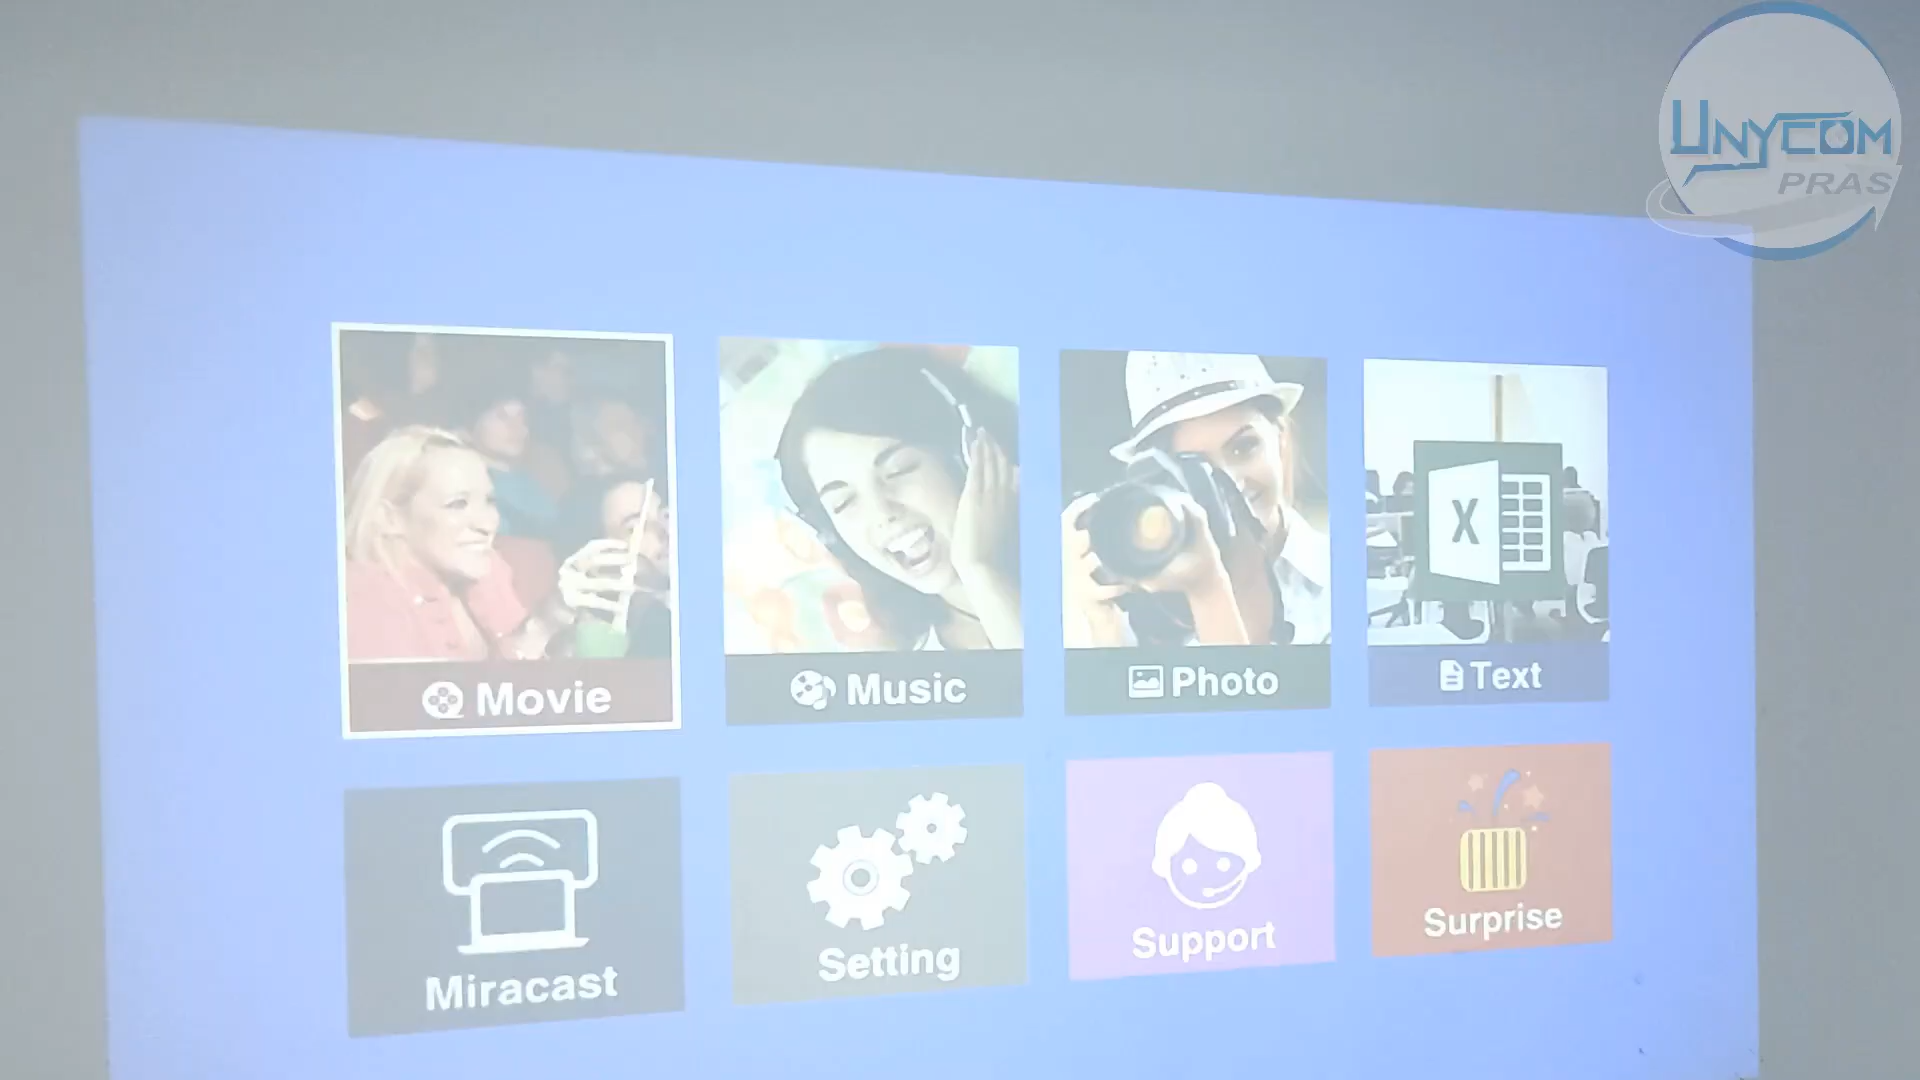 UNYCOM
PRAS
Movie
Music
Photo
X
Text
Miracast
Setting
Support
Surprise